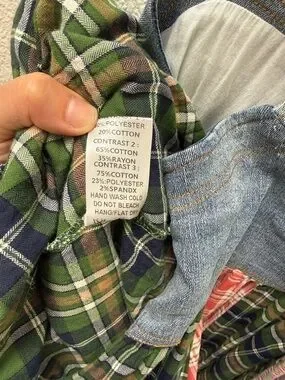 %POLYESTER
20%COTTON
CONTRAST 2 :
65%COTTON
35%RAYON
CONTRAST 3 :
75%COTTON
23%POLYESTER
2%SPANDX
HAND WASH COLD
DO NOT BLEACH
HANG/FLAT DRY